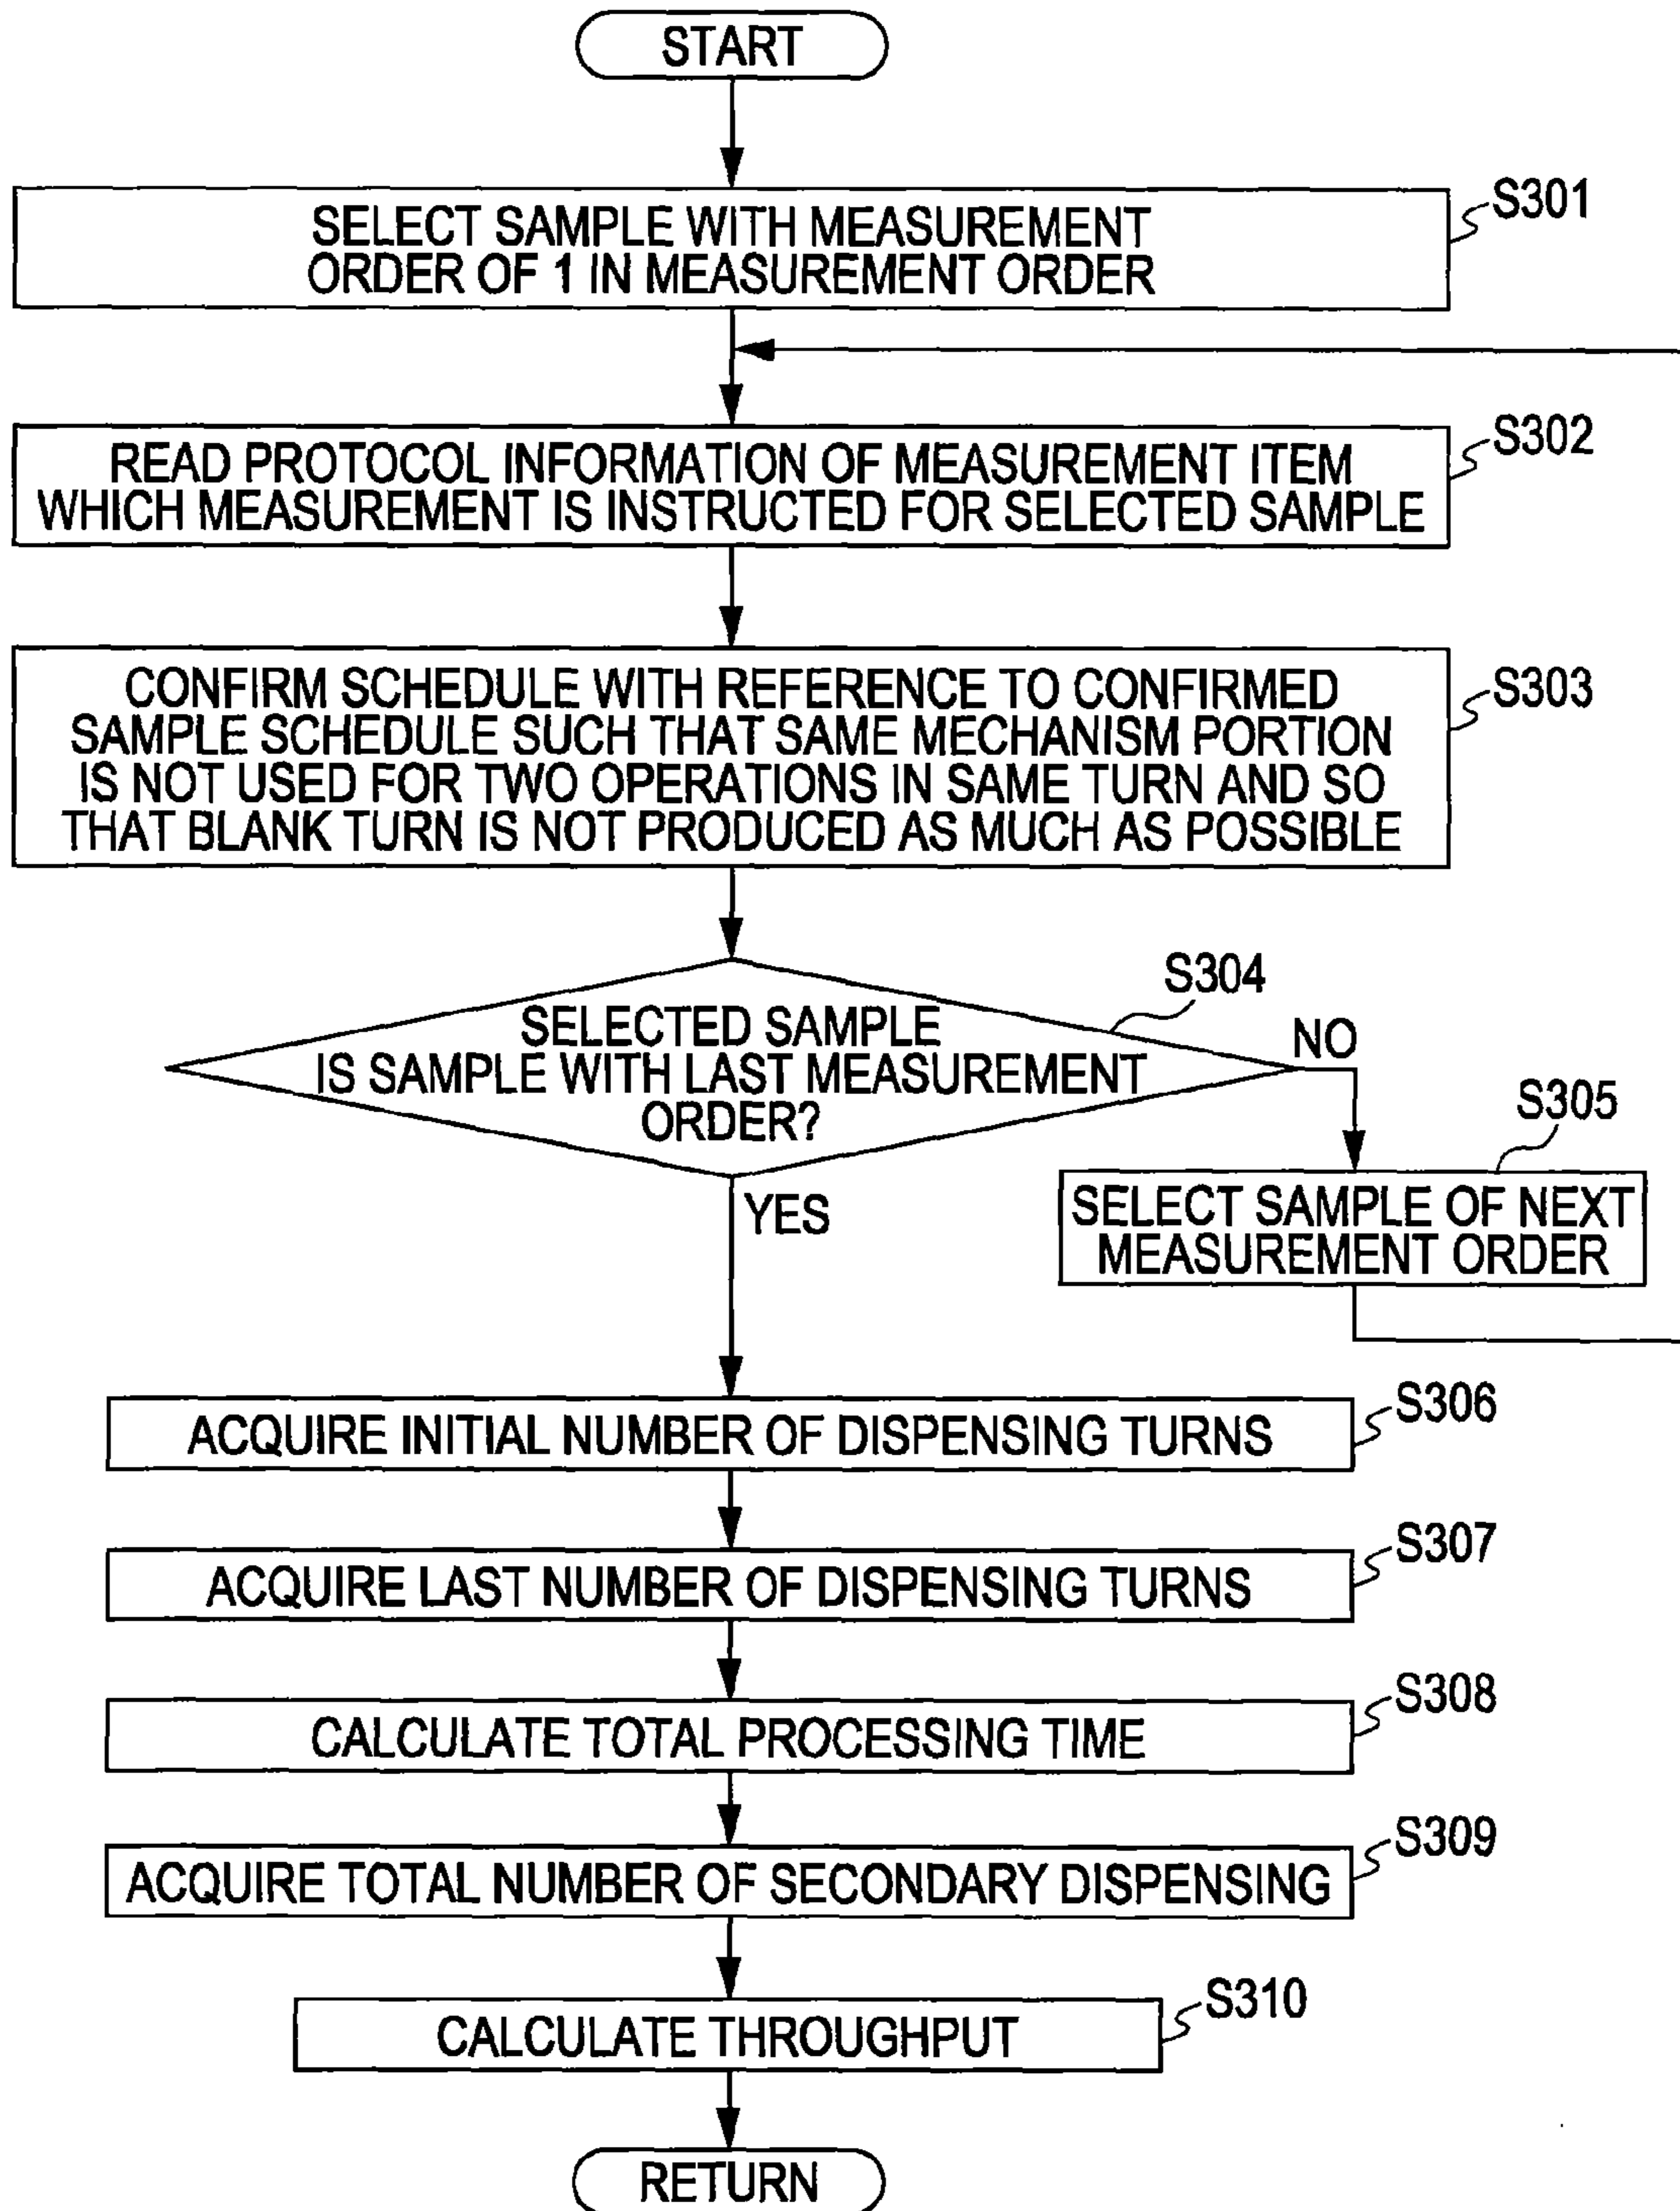 START
S301
SELECT SAMPLE WITH MEASUREMENT
ORDER OF 1 IN MEASUREMENT ORDER
S302
READ PROTOCOL INFORMATION OF MEASUREMENT ITEM
WHICH MEASUREMENT IS INSTRUCTED FOR SELECTED SAMPLE
S303
CONFIRM SCHEDULE WITH REFERENCE TO CONFIRMED
SAMPLE SCHEDULE SUCH THAT SAME MECHANISM PORTION
IS NOT USED FOR TWO OPERATIONS IN SAME TURN AND SO
THAT BLANK TURN IS NOT PRODUCED AS MUCH AS POSSIBLE
S304
SELECTED SAMPLE
IS SAMPLE WITH LAST MEASUREMENT
ORDER?
NO
S305
SELECT SAMPLE OF NEXT
MEASUREMENT ORDER
YES
S306
ACQUIRE INITIAL NUMBER OF DISPENSING TURNS
S307
ACQUIRE LAST NUMBER OF DISPENSING TURNS
S308
CALCULATE TOTAL PROCESSING TIME
S309
ACQUIRE TOTAL NUMBER OF SECONDARY DISPENSING
S310
CALCULATE THROUGHPUT
RETURN